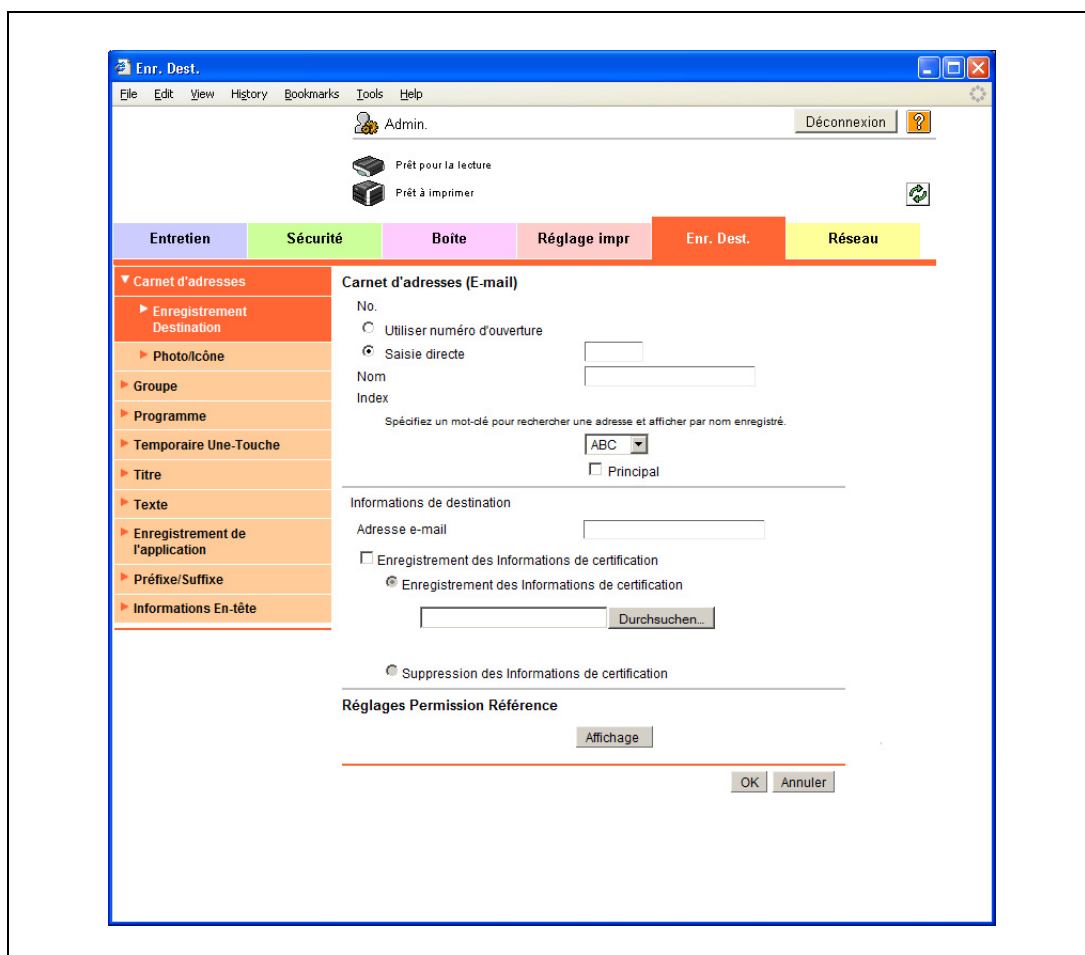 Enr. Dest.
File Edit View History Bookmarks Tools Help
Admin.
Déconnexion
?
Prêt pour la lecture
Prêt à imprimer
Entretien Sécurité Boîte Réglage impr Enr. Dest. Réseau
Carnet d'adresses
Enregistrement
Destination
Photo/Icône
Groupe
Programme
Temporaire Une-Touche
Titre
Texte
Enregistrement de
l'application
Préfixe/Suffixe
Informations En-tête
Carnet d'adresses (E-mail)
No.
Utiliser numéro d'ouverture
Saisie directe
Nom
Index
Spécifiez un mot-clé pour rechercher une adresse et afficher par nom enregistré.
ABC
Principal
Informations de destination
Adresse e-mail
Enregistrement des Informations de certification
Enregistrement des Informations de certification
Durchsuchen...
Suppression des Informations de certification
Réglages Permission Référence
Affichage
OK Annuler